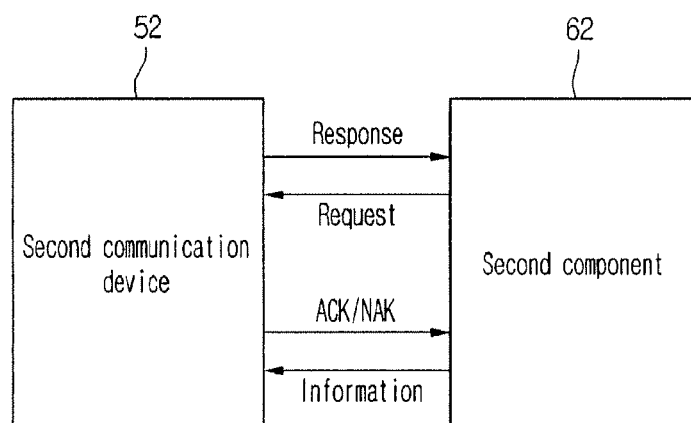 52
62
Response
Request
Second communication
device
Second component
ACK/NAK
Information